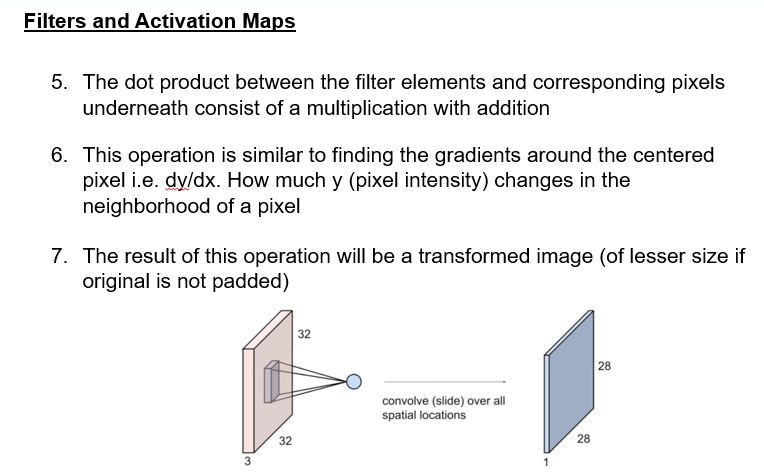 Filters and Activation Maps
5. The dot product between the filter elements and corresponding pixels
underneath consist of a multiplication with addition
6. This operation is similar to finding the gradients around the centered
pixel i.e. dy/dx. How much y (pixel intensity) changes in the
neighborhood of a pixel
7. The result of this operation will be a transformed image (of lesser size if
original is not padded)
32
28
convolve (slide) over all
spatial locations
32
28
3
1